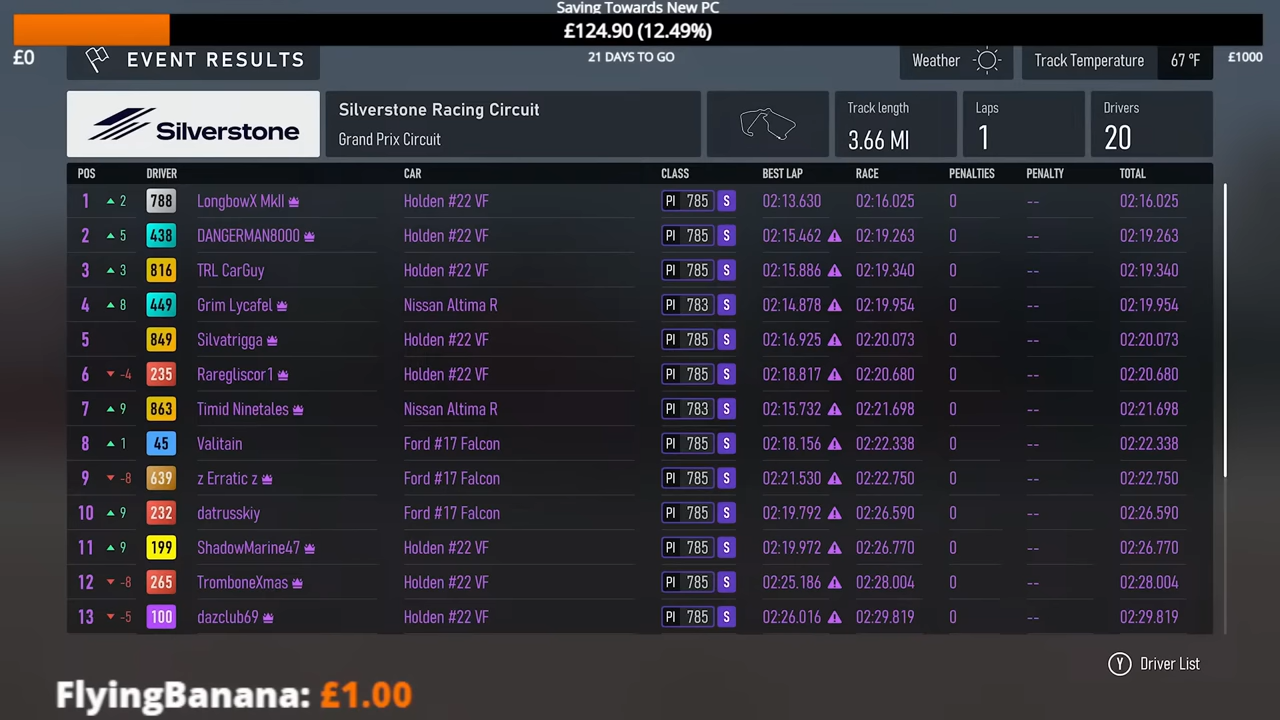 Saving Towards New PC
£124.90 (12.49%)
£0 21 DAYS TO GO £1000
EVENT RESULTS Weather Track Temperature 67 ºF
Silverstone Silverstone Racing Circuit Grand Prix Circuit Track length 3.66 MI Laps 1 Drivers 20
POS DRIVER CAR CLASS BEST LAP RACE PENALTIES PENALTY TOTAL
1 2 788 LongbowX MkII Holden #22 VF PI 785 S 02:13.630 02:16.025 0 -- 02:16.025
2 5 438 DANGERMAN8000 Holden #22 VF PI 785 S 02:15.462 02:19.263 0 -- 02:19.263
3 3 816 TRL CarGuy Holden #22 VF PI 785 S 02:15.886 02:19.340 0 -- 02:19.340
4 8 449 Grim Lycafel Nissan Altima R PI 783 S 02:14.878 02:19.954 0 -- 02:19.954
5 849 Silvatrigga Holden #22 VF PI 785 S 02:16.925 02:20.073 0 -- 02:20.073
6 -4 235 Raregliscor1 Holden #22 VF PI 785 S 02:18.817 02:20.680 0 -- 02:20.680
7 9 863 Timid Ninetales Nissan Altima R PI 783 S 02:15.732 02:21.698 0 -- 02:21.698
8 1 45 Valitain Ford #17 Falcon PI 785 S 02:18.156 02:22.338 0 -- 02:22.338
9 -8 639 z Erratic z Ford #17 Falcon PI 785 S 02:21.530 02:22.750 0 -- 02:22.750
10 9 232 datrusskiy Ford #17 Falcon PI 785 S 02:19.792 02:26.590 0 -- 02:26.590
11 9 199 ShadowMarine47 Holden #22 VF PI 785 S 02:19.972 02:26.770 0 -- 02:26.770
12 -8 265 TromboneXmas Holden #22 VF PI 785 S 02:25.186 02:28.004 0 -- 02:28.004
13 -5 100 dazclub69 Holden #22 VF PI 785 S 02:26.016 02:29.819 0 -- 02:29.819
Y Driver List
FlyingBanana: £1.00